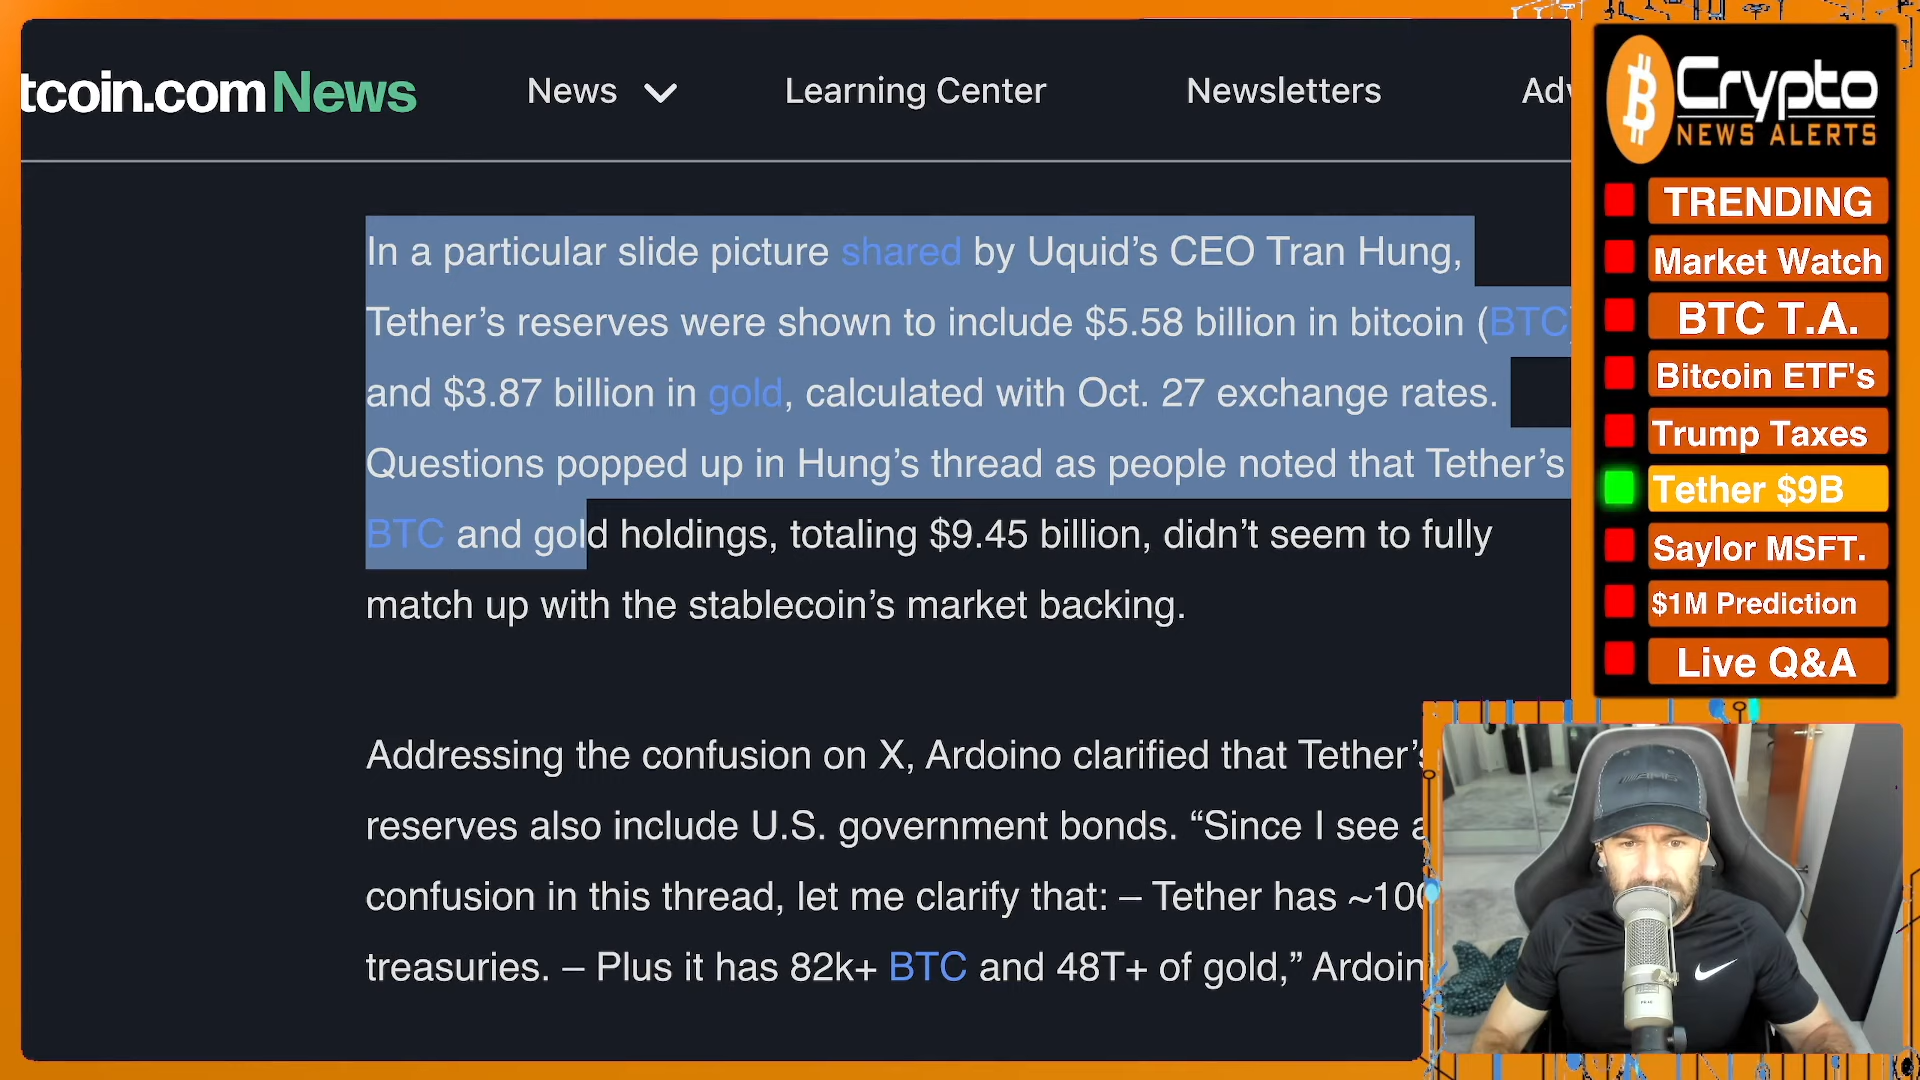 tcoin.com News
News
Learning Center
Newsletters
In a particular slide picture shared by Uquid’s CEO Tran Hung,
Tether’s reserves were shown to include $5.58 billion in bitcoin (BTC)
and $3.87 billion in gold, calculated with Oct. 27 exchange rates.
Questions popped up in Hung’s thread as people noted that Tether’s
BTC and gold holdings, totaling $9.45 billion, didn’t seem to fully
match up with the stablecoin’s market backing.
Addressing the confusion on X, Ardoino clarified that Tether’s
reserves also include U.S. government bonds. “Since I see
confusion in this thread, let me clarify that: – Tether has ~100
treasuries. – Plus it has 82k+ BTC and 48T+ of gold,” Ardoin
Crypto
NEWS ALERTS
TRENDING
Market Watch
BTC T.A.
Bitcoin ETF's
Trump Taxes
Tether $9B
Saylor MSFT.
$1M Prediction
Live Q&A